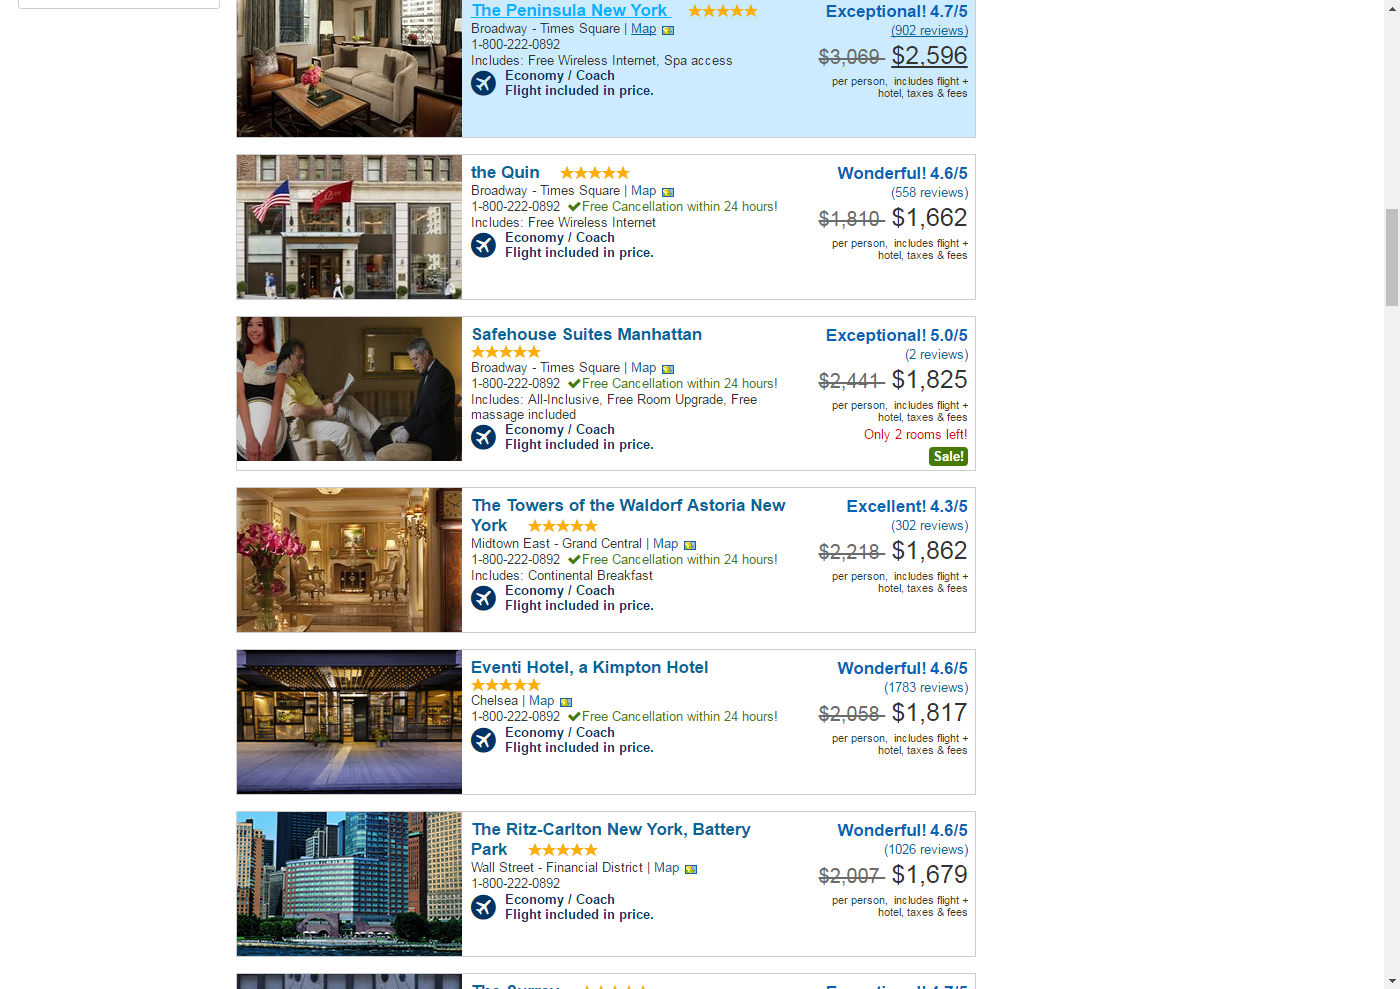 The Peninsula New York
Exceptional! 4.7/5
Broadway - Times Square | Map
(902 reviews)
1-800-222-0892
$3,069 $2,596
Includes: Free Wireless Internet, Spa access
Economy / Coach
Flight included in price.
per person, includes flight +
hotel, taxes & fees
the Quin
Wonderful! 4.6/5
Broadway - Times Square | Map
(558 reviews)
1-800-222-0892 Free Cancellation within 24 hours!
$1,810 $1,662
Includes: Free Wireless Internet
Economy / Coach
Flight included in price.
per person, includes flight +
hotel, taxes & fees
Safehouse Suites Manhattan
Exceptional! 5.0/5
(2 reviews)
Broadway - Times Square | Map
1-800-222-0892 Free Cancellation within 24 hours!
$2,441 $1,825
Includes: All-Inclusive, Free Room Upgrade, Free
massage included
per person, includes flight +
hotel, taxes & fees
Economy / Coach
Flight included in price.
Only 2 rooms left!
Sale!
The Towers of the Waldorf Astoria New
York
Excellent! 4.3/5
(302 reviews)
Midtown East - Grand Central | Map
1-800-222-0892 Free Cancellation within 24 hours!
$2,218 $1,862
Includes: Continental Breakfast
Economy / Coach
Flight included in price.
per person, includes flight +
hotel, taxes & fees
Eventi Hotel, a Kimpton Hotel
Wonderful! 4.6/5
(1783 reviews)
Chelsea | Map
1-800-222-0892 Free Cancellation within 24 hours!
$2,058 $1,817
Economy / Coach
Flight included in price.
per person, includes flight +
hotel, taxes & fees
The Ritz-Carlton New York, Battery
Park
Wonderful! 4.6/5
(1026 reviews)
Wall Street - Financial District | Map
1-800-222-0892
$2,007 $1,679
Economy / Coach
Flight included in price.
per person, includes flight +
hotel, taxes & fees
The Surrey
Exceptional! 4.7/5